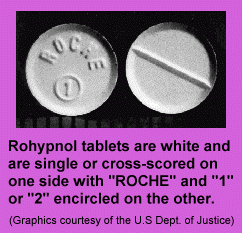 ROCHE
1
Rohypnol tablets are white and
are single or cross-scored on
one side with "ROCHE" and "1"
or "2" encircled on the other.
(Graphics courtesy of the U.S Dept. of Justice)